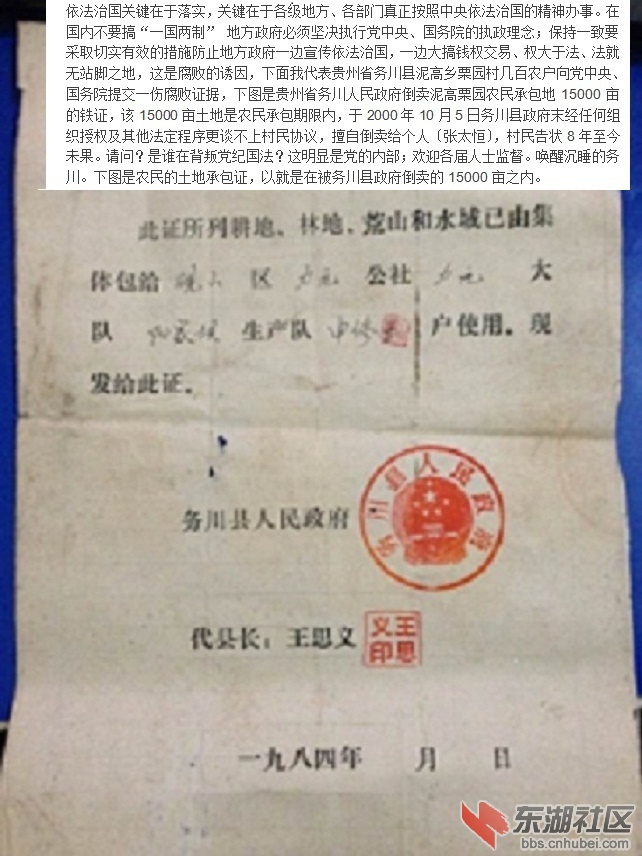 依法治国关键在于落实，关键在于各级地方、各部门真正按照中央依法治国的精神办事。在
国内不要搞“一国两制” 地方政府必须坚决执行党中央、国务院的执政理念；保持一致要
采取切实有效的措施防止地方政府一边宣传依法治国，一边大搞钱权交易、权大于法、法就
无站脚之地，这是腐败的诱因，下面我代表贵州省务川县泥高乡栗园村几百农户向党中央、
国务院提交一伤腐败证据，下图是贵州省务川人民政府倒卖泥高栗园农民承包地 15000 亩
的铁证，该 15000 亩土地是农民承包期限内，于 2000 年 10 月 5 日务川县政府末经任何组
织授权及其他法定程序更谈不上村民协议，擅自倒卖给个人〔张太恒〕，村民告状 8 年至今
未果。请问？是谁在背叛党纪国法？这明显是党的内部；欢迎各届人士监督。唤醒沉睡的务
川。下图是农民的土地承包证，以就是在被务川县政府倒卖的 15000 亩之内。
此证所列耕地、林地、荒山和水域已由集
体包给 区 公社 大
队 生产队 户使用。现
发给此证。
务川县人民政府
务川县人民政府
代县长：王思义
王思义印
一九八四年 月 日
东湖社区
bbs.cnhubei.com